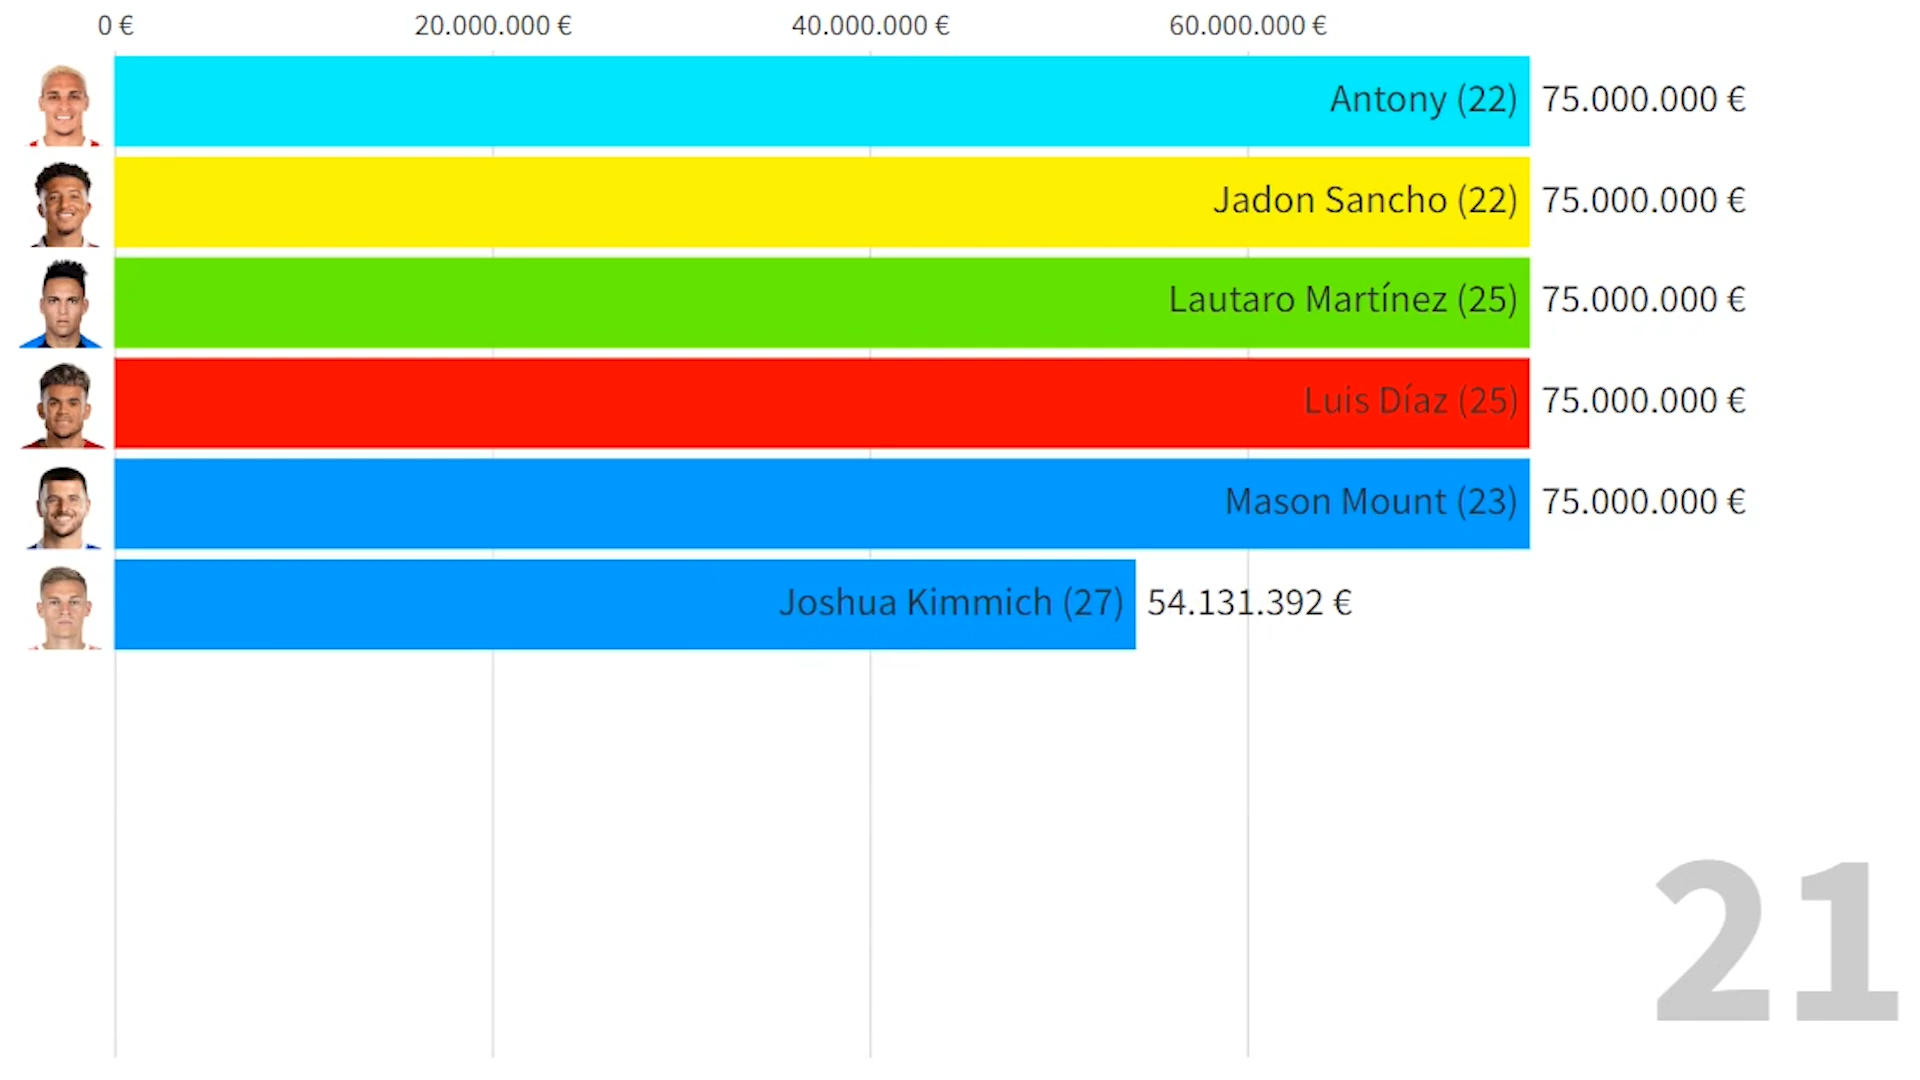 0 € 20.000.000 € 40.000.000 € 60.000.000 €
Antony (22) 75.000.000 €
Jadon Sancho (22) 75.000.000 €
Lautaro Martínez (25) 75.000.000 €
Luis Díaz (25) 75.000.000 €
Mason Mount (23) 75.000.000 €
Joshua Kimmich (27) 54.131.392 €
21